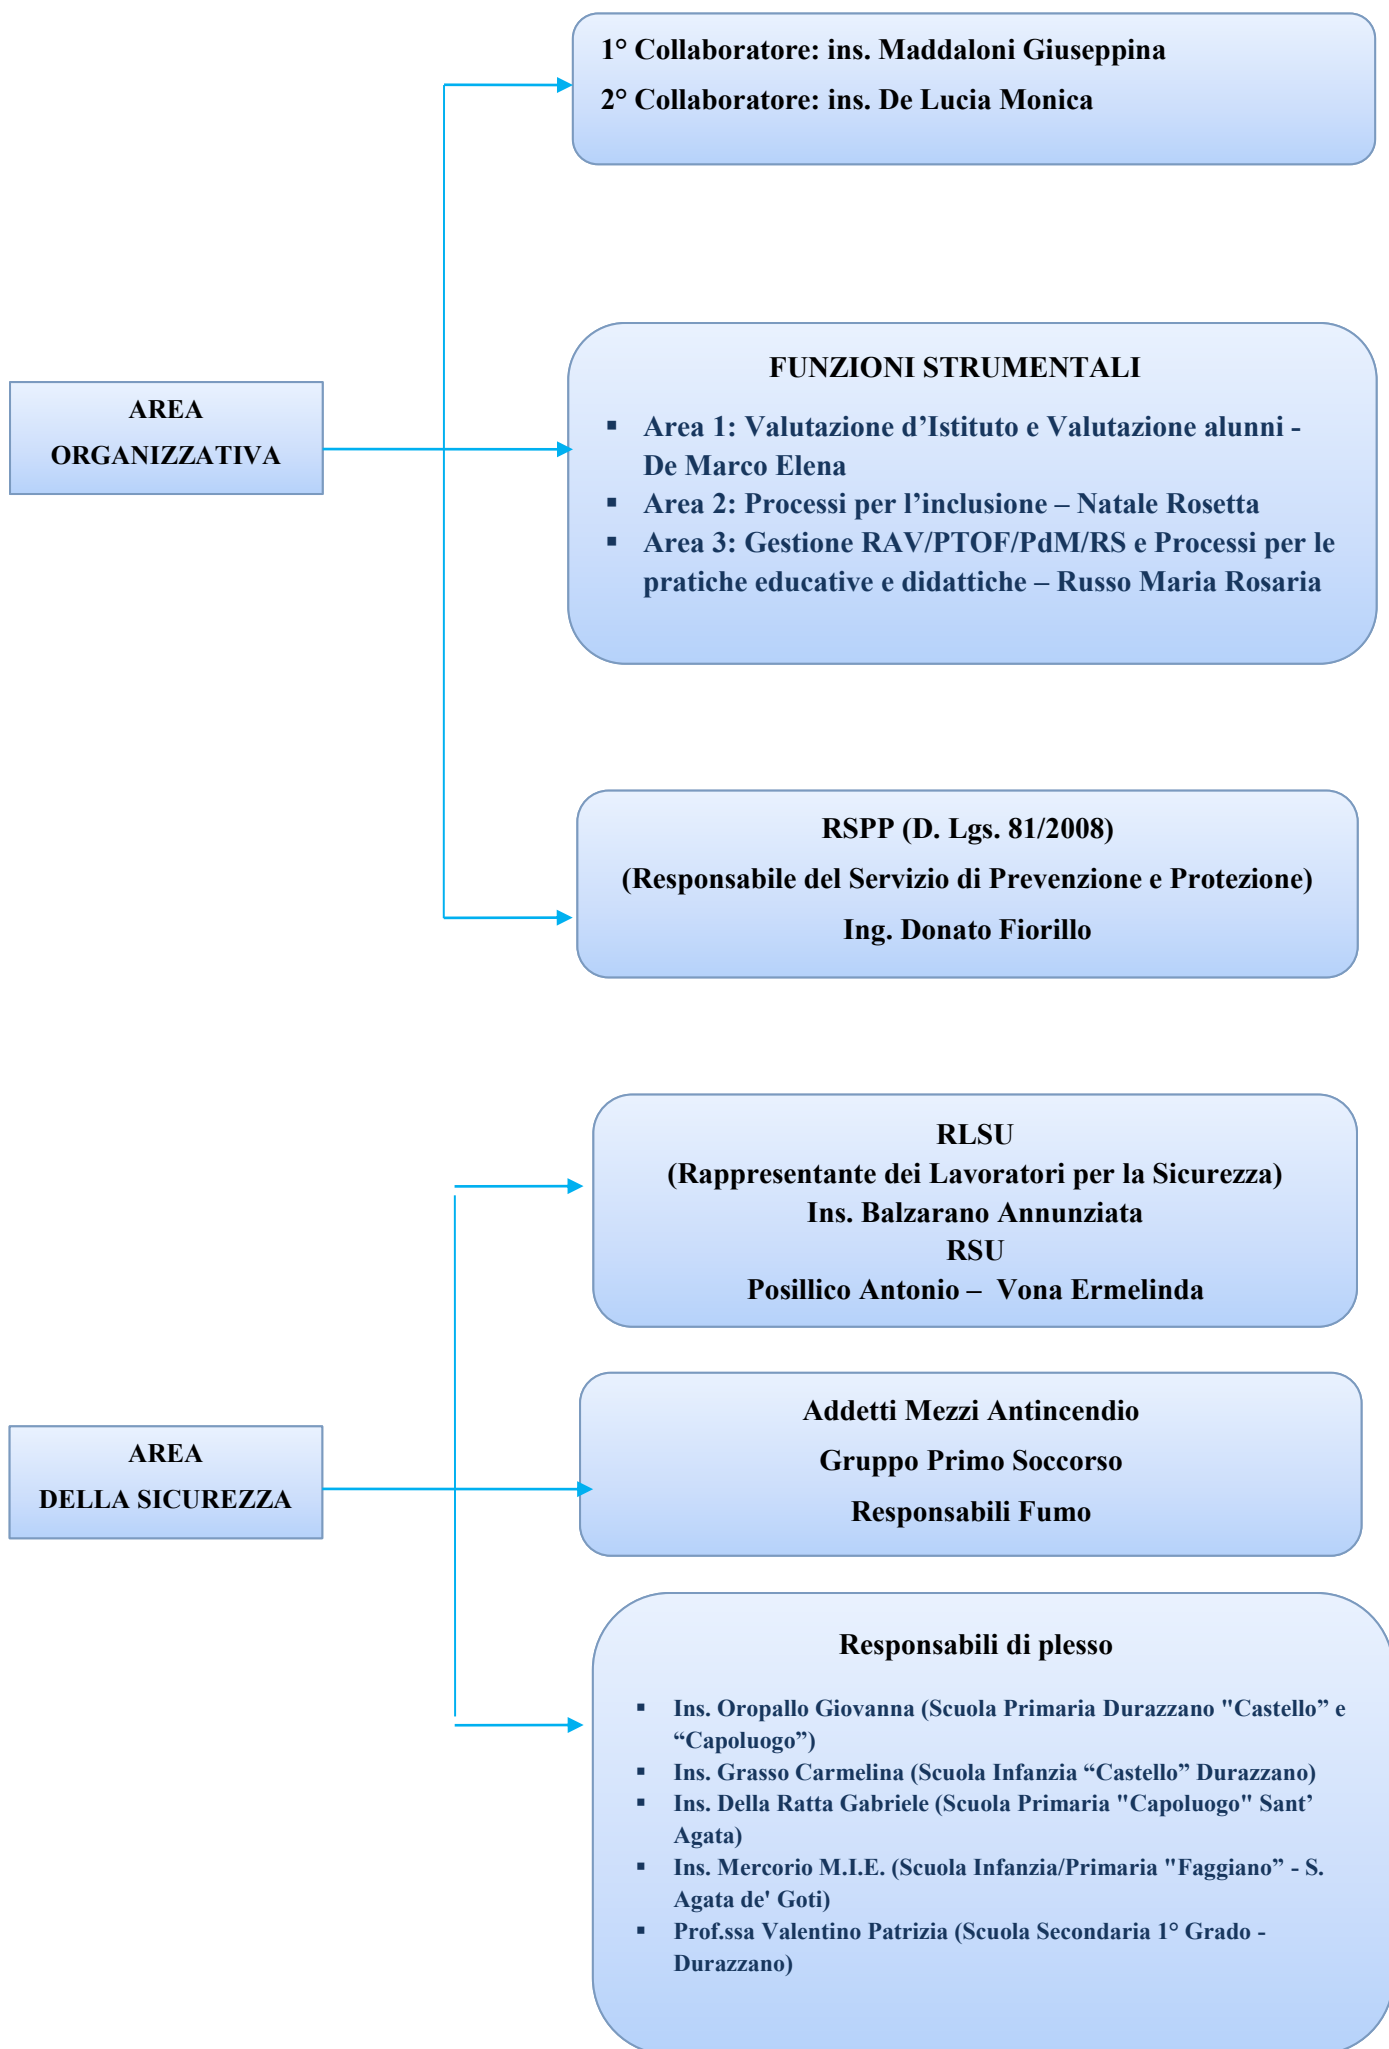 1° Collaboratore: ins. Maddaloni Giuseppina
2° Collaboratore: ins. De Lucia Monica
AREA
ORGANIZZATIVA
FUNZIONI STRUMENTALI
▪ Area 1: Valutazione d’Istituto e Valutazione alunni -
De Marco Elena
▪ Area 2: Processi per l’inclusione – Natale Rosetta
▪ Area 3: Gestione RAV/PTOF/PdM/RS e Processi per le
pratiche educative e didattiche – Russo Maria Rosaria
RSPP (D. Lgs. 81/2008)
(Responsabile del Servizio di Prevenzione e Protezione)
Ing. Donato Fiorillo
RLSU
(Rappresentante dei Lavoratori per la Sicurezza)
Ins. Balzarano Annunziata
RSU
Posillico Antonio – Vona Ermelinda
AREA
DELLA SICUREZZA
Addetti Mezzi Antincendio
Gruppo Primo Soccorso
Responsabili Fumo
Responsabili di plesso
▪ Ins. Oropallo Giovanna (Scuola Primaria Durazzano "Castello” e
“Capoluogo”)
▪ Ins. Grasso Carmelina (Scuola Infanzia “Castello” Durazzano)
▪ Ins. Della Ratta Gabriele (Scuola Primaria "Capoluogo" Sant’
Agata)
▪ Ins. Mercorio M.I.E. (Scuola Infanzia/Primaria "Faggiano” - S.
Agata de' Goti)
▪ Prof.ssa Valentino Patrizia (Scuola Secondaria 1° Grado -
Durazzano)